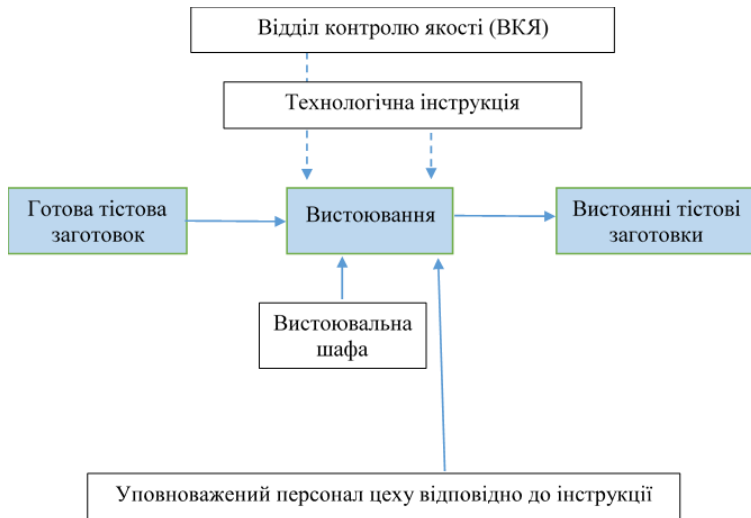 Відділ контролю якості (ВКЯ)
Технологічна інструкція
Готова тістова
заготовок
Вистоювання
Вистоянні тістові
заготовки
Вистоювальна
шафа
Уповноважений персонал цеху відповідно до інструкції